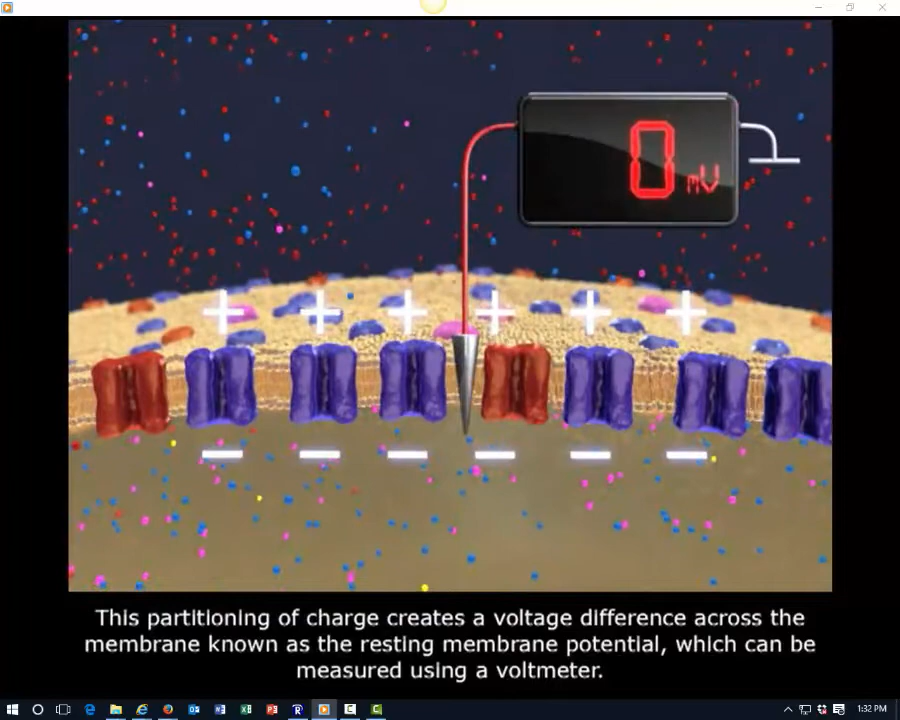 0 mV
This partitioning of charge creates a voltage difference across the
membrane known as the resting membrane potential, which can be
measured using a voltmeter.
1:32 PM